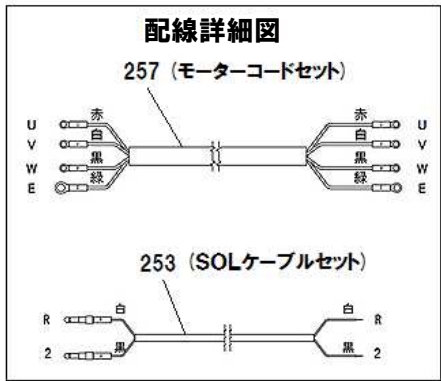 配線詳細図
257 (モーターコードセット)
U 赤 赤 U
V 白 白 V
W 黒 黒 W
E 緑 緑 E
253 (SOLケーブルセット)
R 白 白 R
2 黒 黒 2